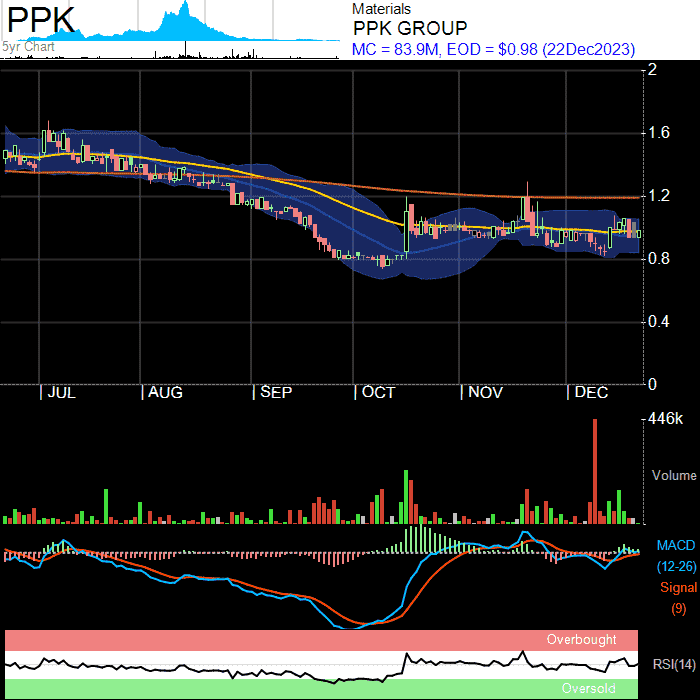 PPK
5yr Chart
Materials
PPK GROUP
MC = 83.9M, EOD = $0.98 (22Dec2023)
2
1.6
1.2
0.8
0.4
0
JUL
AUG
SEP
OCT
NOV
DEC
446k
Volume
MACD
(12-26)
Signal
(9)
Overbought
RSI(14)
Oversold